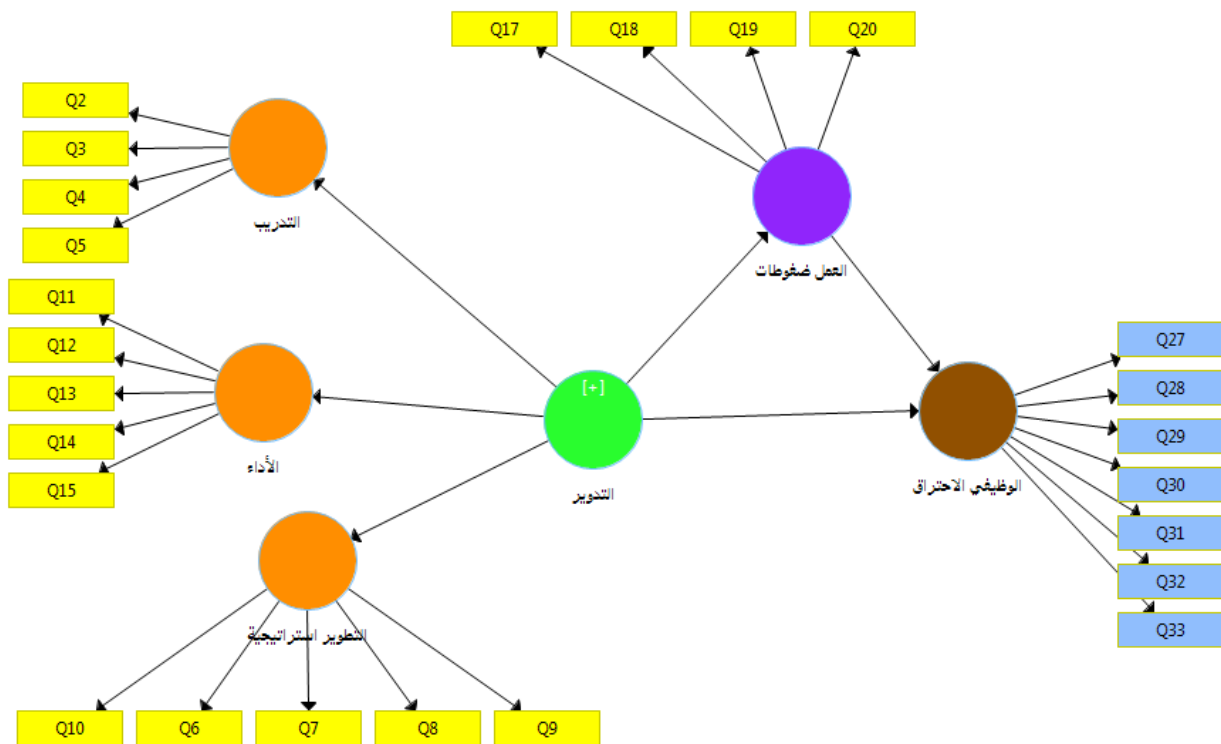 Q17
Q18
Q19
Q20
Q2
Q3
Q4
Q5
التدريب
العمل ضغوطات
Q11
Q12
Q13
Q14
Q15
الأداء
[+]
التدوير
Q27
Q28
Q29
Q30
Q31
Q32
Q33
الوظيفي الاحتراق
التطوير استراتيجية
Q10
Q6
Q7
Q8
Q9